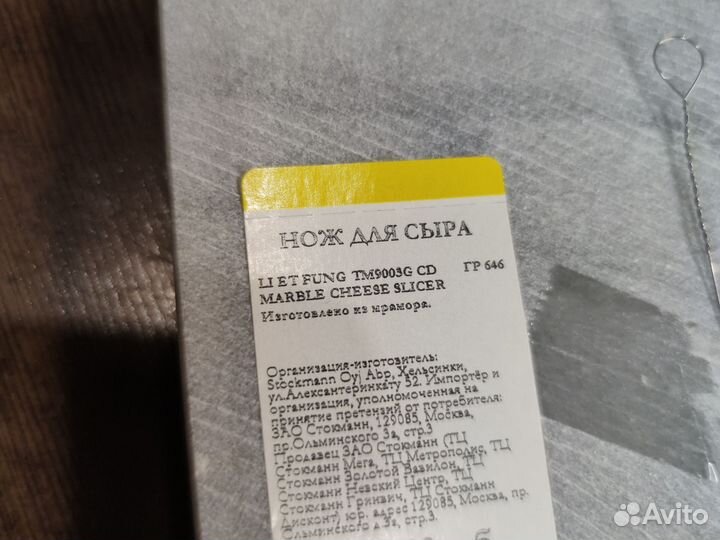 НОЖ ДЛЯ СЫРА
LI ET FUNG TM9003G CD ГР 646
MARBLE CHEESE SLICER
Изготовлено из мрамора.
Организация-изготовитель:
Stockmann Oyj Abp, Хельсинки,
ул.Алексантеринкату 52. Импортёр и
организация, уполномоченная на
принятие претензий от потребителя:
ЗАО Стокманн, 129085, Москва,
пр.Ольминского 3а, стр.3
Продавец ЗАО Стокманн (ТЦ
Стокманн Мега, ТЦ Метрополис, ТЦ
Стокманн Золотой Вавилон, ТЦ
Стокманн Невский Центр, ТЦ
Стокманн Гринвич, ТЦ Стокманн
Дисконт) юр. адрес 129085, Москва, пр.
Ольминского д.3а, стр.3.
Avito